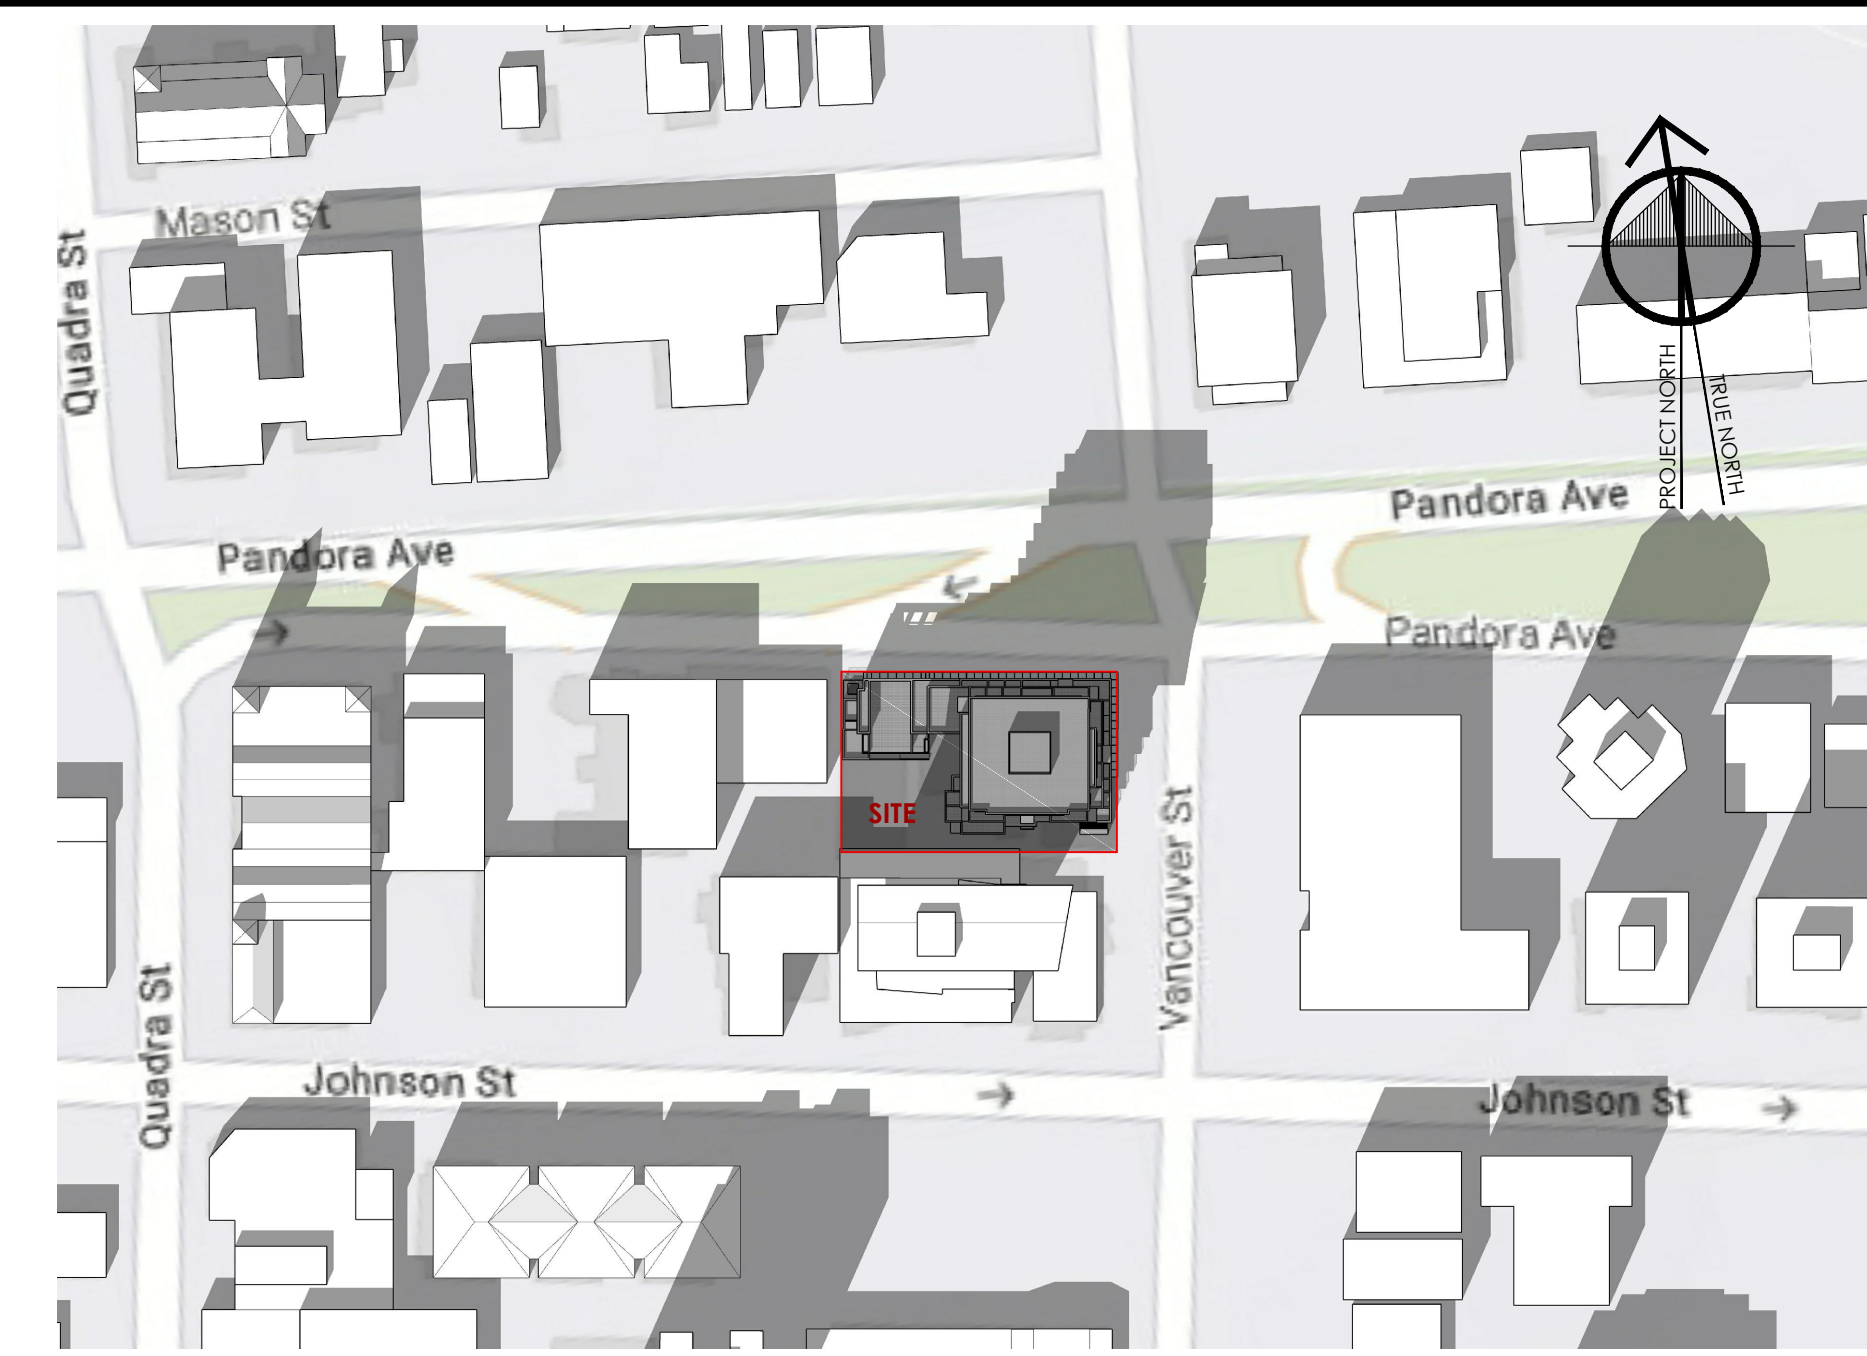 Mason St
Quadra St
PROJECT NORTH
TRUE NORTH
Pandora Ave
Pandora Ave
Pandora Ave
SITE
Vancouver St
Quadra St
Johnson St
Johnson St